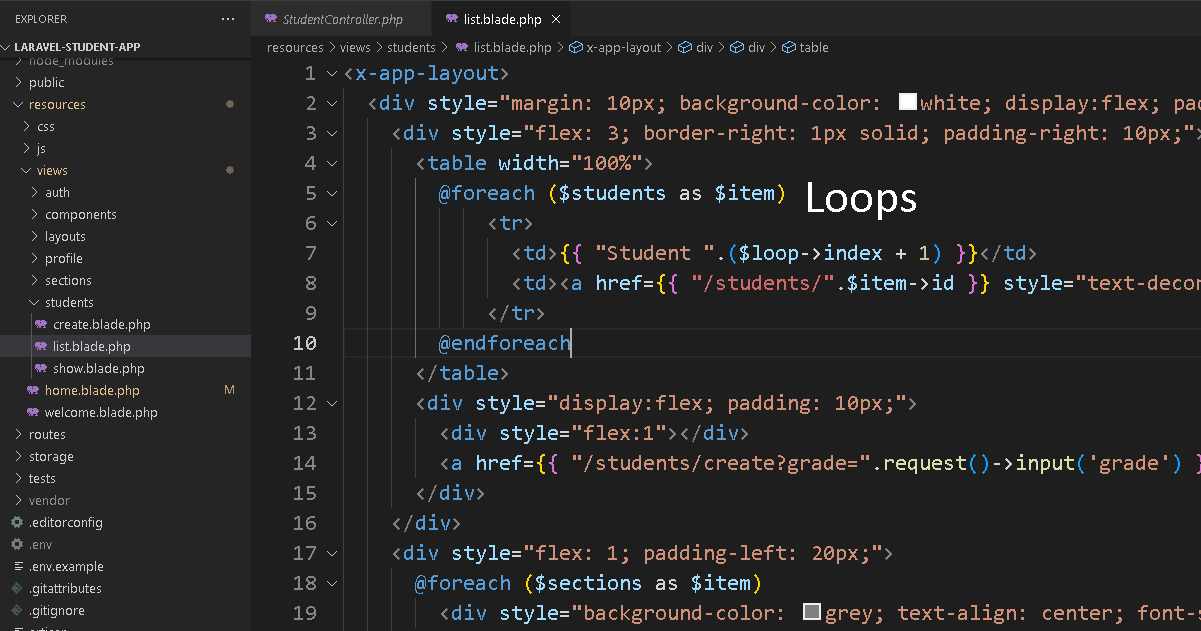 EXPLORER
StudentController.php
list.blade.php
LARAVEL-STUDENT-APP
resources > views > students > list.blade.php > x-app-layout > div > div > table
node_modules
public
resources
css
js
views
auth
components
layouts
profile
sections
students
create.blade.php
list.blade.php
show.blade.php
home.blade.php M
welcome.blade.php
routes
storage
tests
vendor
.editorconfig
.env
.env.example
.gitattributes
.gitignore
1 <x-app-layout>
2 <div style="margin: 10px; background-color: white; display:flex; pad
3 <div style="flex: 3; border-right: 1px solid; padding-right: 10px;">
4 <table width="100%">
5 @foreach ($students as $item)
Loops
6 <tr>
7 <td>{{ "Student ".($loop->index + 1) }}</td>
8 <td><a href={{ "/students/".$item->id }} style="text-decor
9 </tr>
10 @endforeach
11 </table>
12 <div style="display:flex; padding: 10px;">
13 <div style="flex:1"></div>
14 <a href={{ "/students/create?grade=".request()->input('grade') }
15 </div>
16 </div>
17 <div style="flex: 1; padding-left: 20px;">
18 @foreach ($sections as $item)
19 <div style="background-color: grey; text-align: center; font-